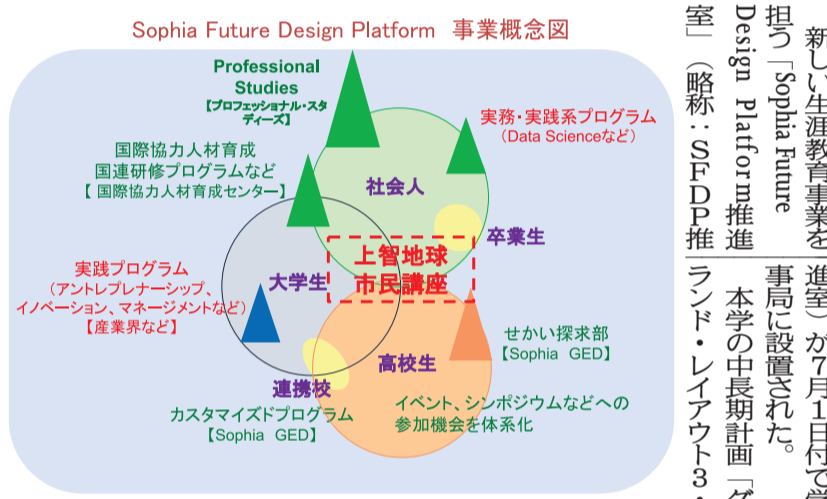 Sophia Future Design Platform 事業概念図
Professional
Studies
【プロフェッショナル・スタ
ディーズ】
実務・実践系プログラム
(Data Scienceなど)
国際協力人材育成
国連研修プログラムなど
【 国際協力人材育成センター】
社会人
卒業生
上智地球
市民講座
大学生
実践プログラム
(アントレプレナーシップ、
イノベーション、マネージメントなど)
【産業界など】
せかい探求部
【Sophia GED】
高校生
連携校
カスタマイズドプログラム
【Sophia GED】
イベント、シンポジウムなどへの
参加機会を体系化
新しい生涯教育事業を
担う「Sophia Future
Design Platform推進
室」(略称:SFDP推
進室)が7月1日付で学
事局に設置された。
本学の中長期計画「グ
ランド・レイアウト3・